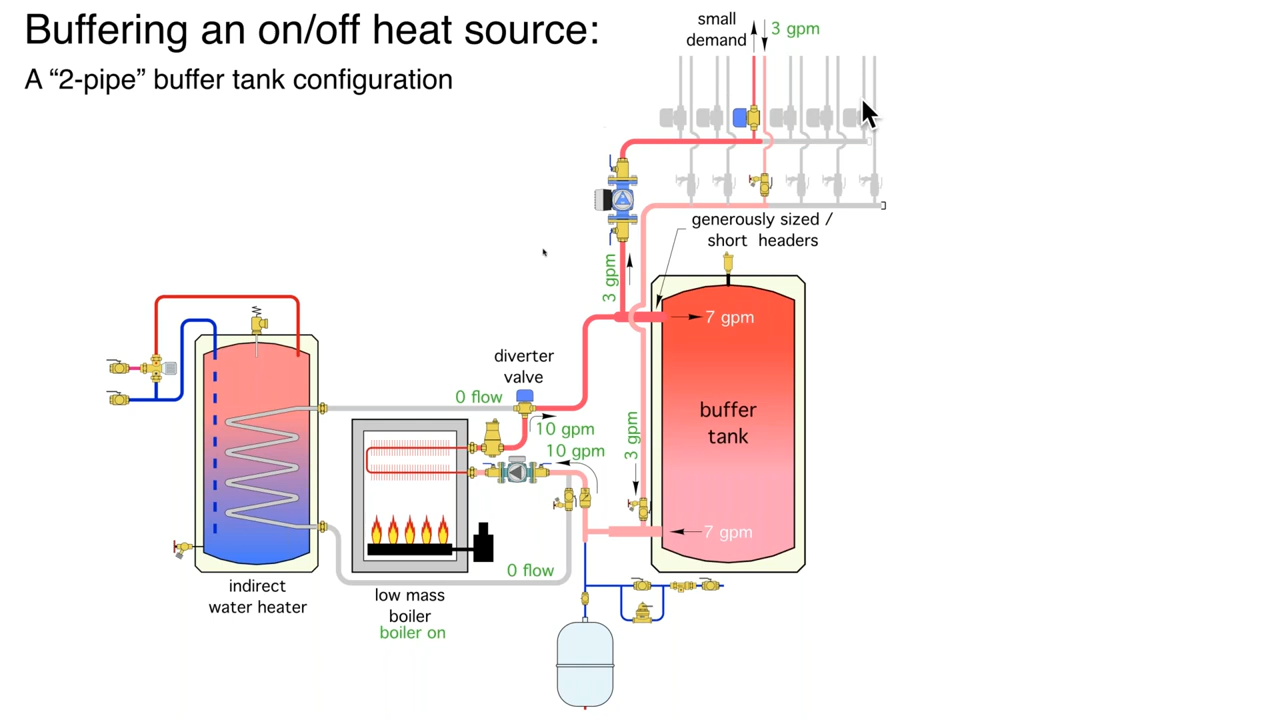 Buffering an on/off heat source:
A “2-pipe” buffer tank configuration
small
demand
3 gpm
generously sized /
short headers
3 gpm
7 gpm
diverter
valve
0 flow
10 gpm
10 gpm
3 gpm
buffer
tank
7 gpm
0 flow
indirect
water heater
low mass
boiler
boiler on